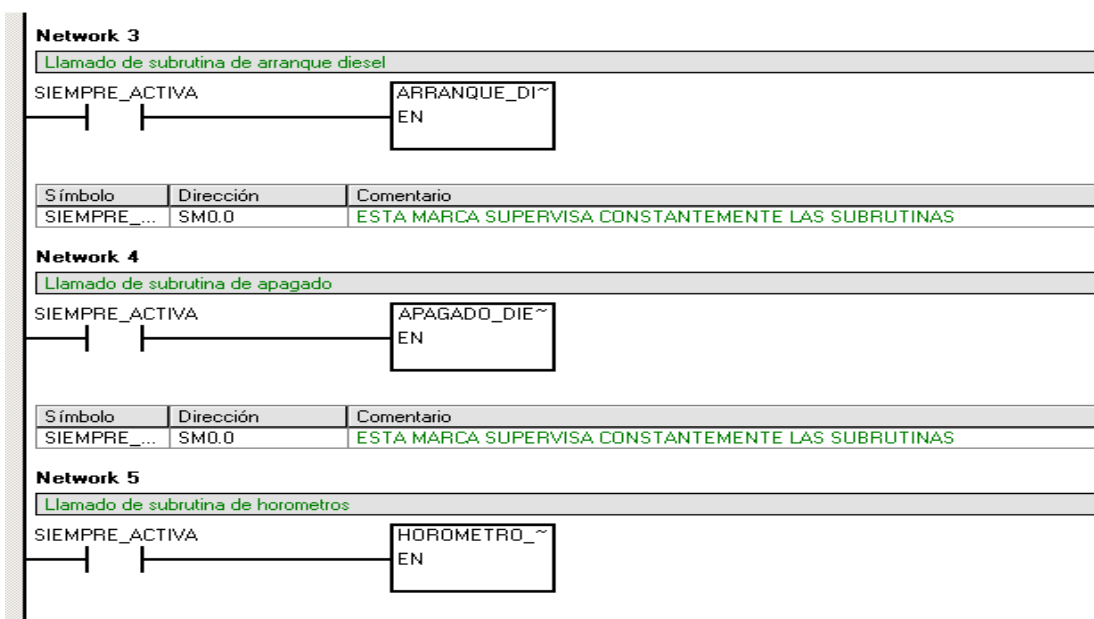 Network 3
Llamado de subrutina de arranque diesel
SIEMPRE_ACTIVA ARRANQUE_DI~
EN
Símbolo Dirección Comentario
SIEMPRE_... SM0.0 ESTA MARCA SUPERVISA CONSTANTEMENTE LAS SUBRUTINAS
Network 4
Llamado de subrutina de apagado
SIEMPRE_ACTIVA APAGADO_DIE~
EN
Símbolo Dirección Comentario
SIEMPRE_... SM0.0 ESTA MARCA SUPERVISA CONSTANTEMENTE LAS SUBRUTINAS
Network 5
Llamado de subrutina de horometros
SIEMPRE_ACTIVA HOROMETRO_~
EN